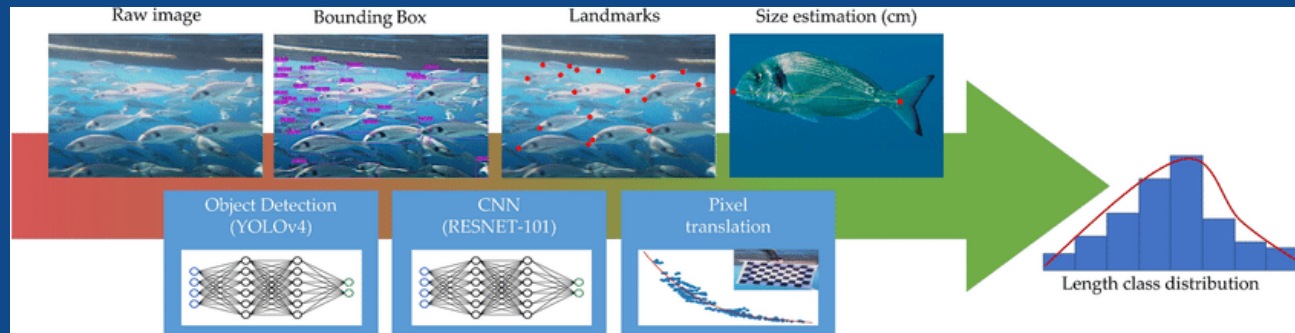 Raw image
Bounding Box
Landmarks
Size estimation (cm)
Object Detection
(YOLOv4)
CNN
(RESNET-101)
Pixel
translation
Length class distribution